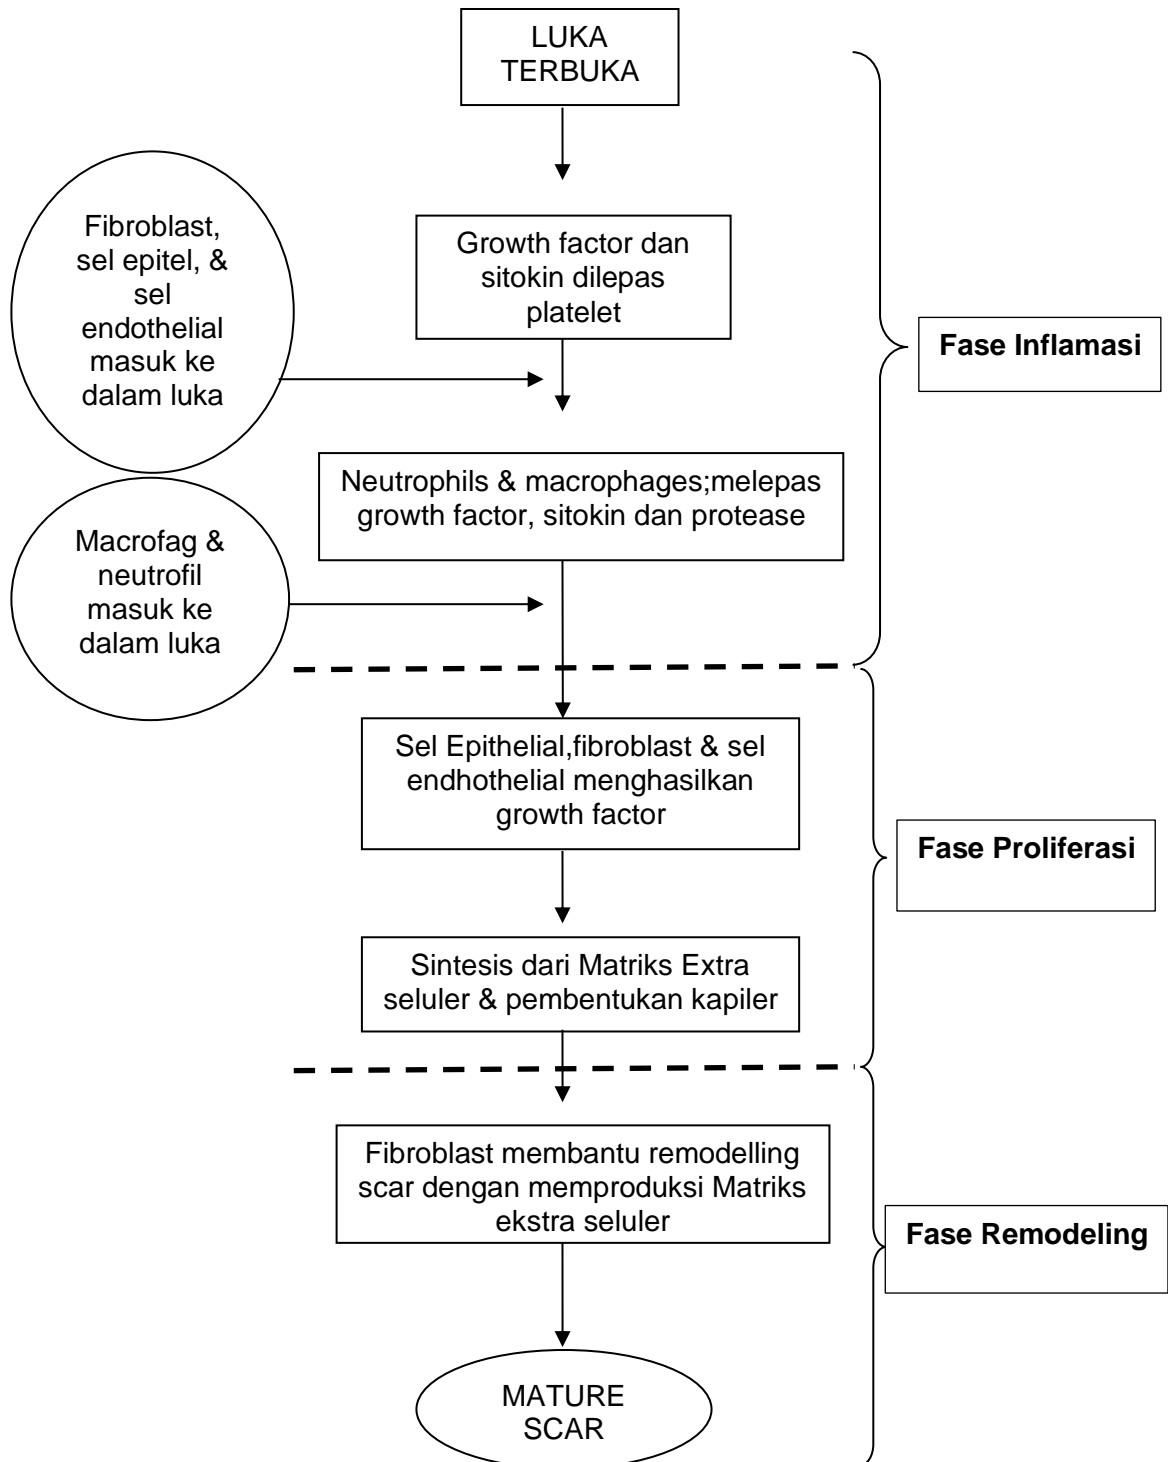 LUKA
TERBUKA
Fibroblast,
sel epitel, &
sel
endothelial
masuk ke
dalam luka
Growth factor dan
sitokin dilepas
platelet
Fase Inflamasi
Neutrophils & macrophages;melepas
growth factor, sitokin dan protease
Macrofag &
neutrofil
masuk ke
dalam luka
Sel Epithelial,fibroblast & sel
endhothelial menghasilkan
growth factor
Fase Proliferasi
Sintesis dari Matriks Extra
seluler & pembentukan kapiler
Fibroblast membantu remodelling
scar dengan memproduksi Matriks
ekstra seluler
Fase Remodeling
MATURE
SCAR